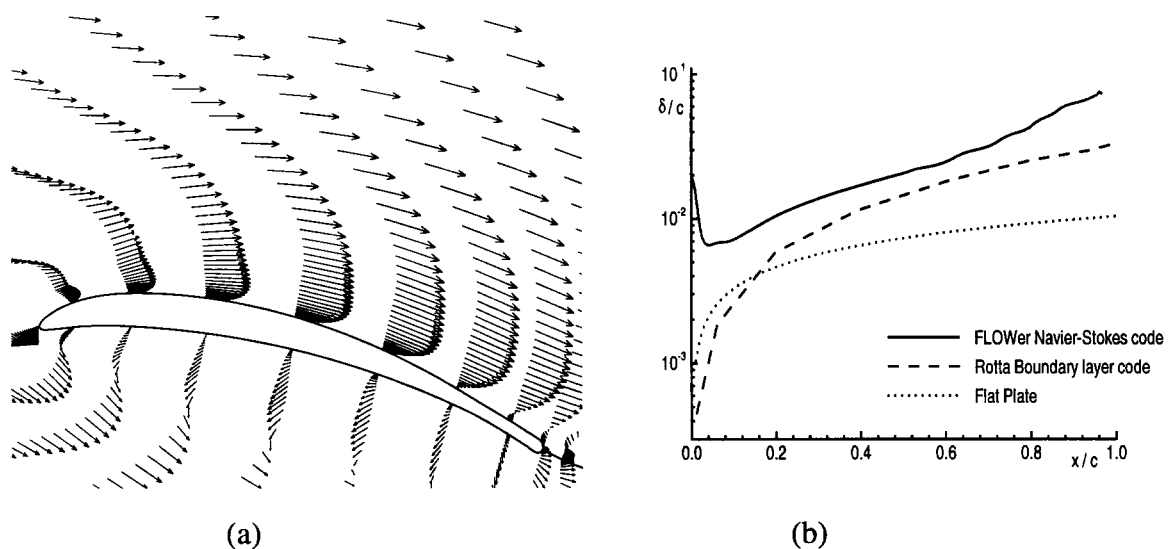 10¹
δ/c
10⁻²
10⁻³
FLOWer Navier-Stokes code
Rotta Boundary layer code
Flat Plate
0.0 0.2 0.4 0.6 0.8 1.0
x/c
(a) (b)